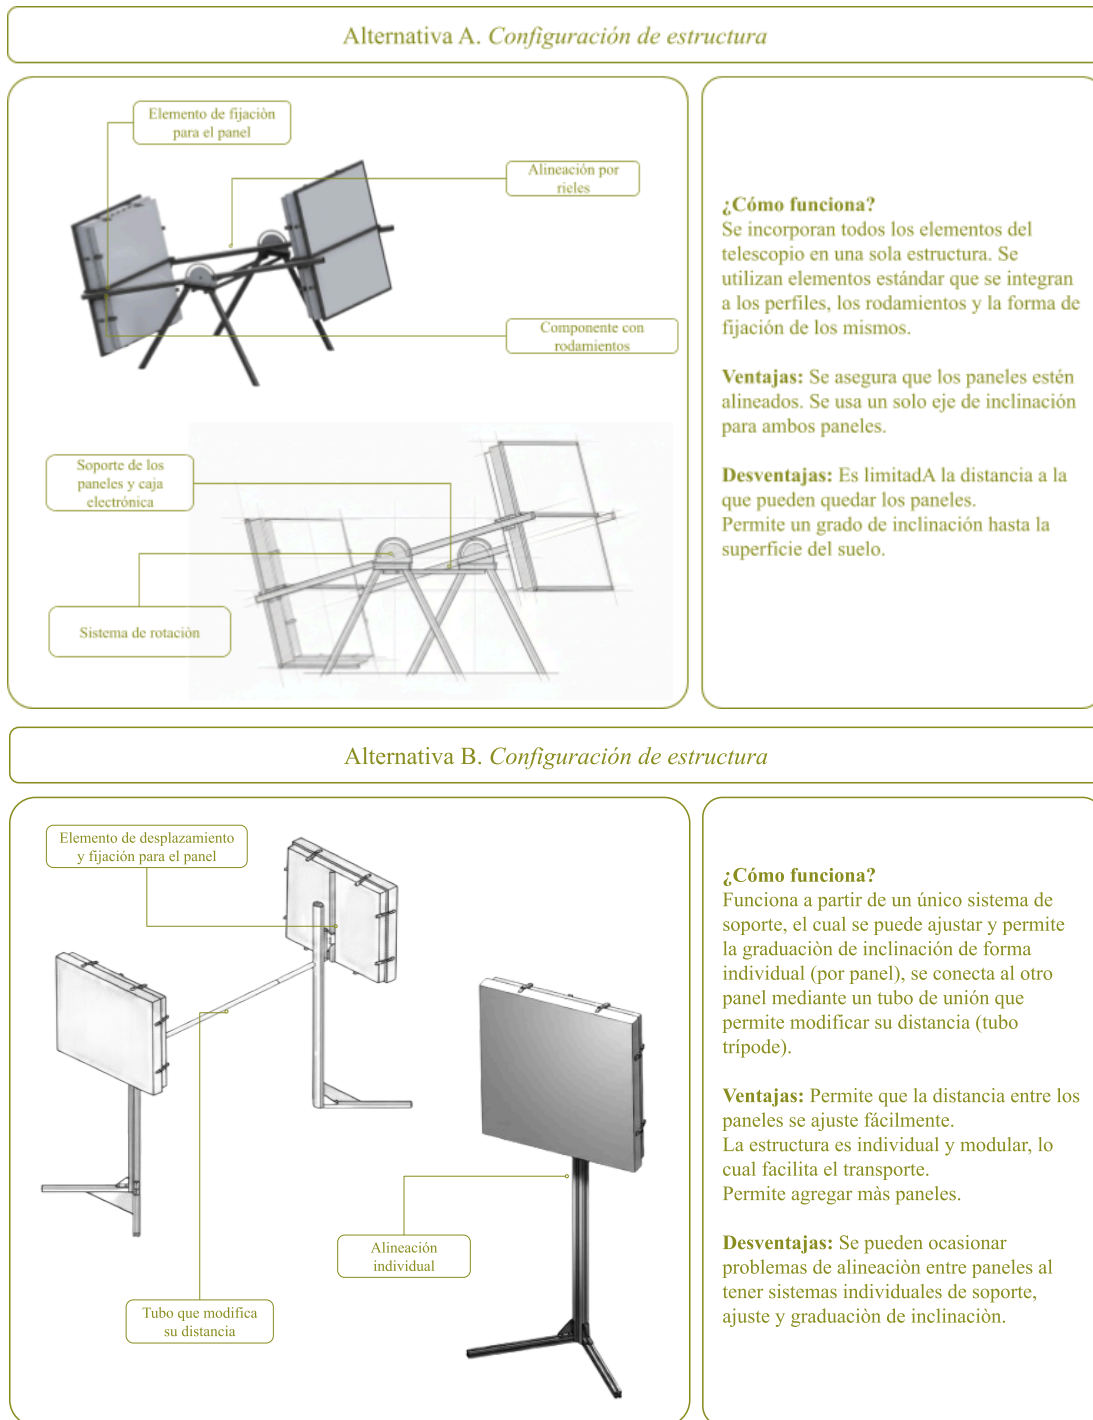 Alternativa A. Configuración de estructura
Elemento de fijaciòn
para el panel
Alineación por
rieles
Componente con
rodamientos
Soporte de los
paneles y caja
electrónica
Sistema de rotaciòn
¿Cómo funciona?
Se incorporan todos los elementos del
telescopio en una sola estructura. Se
utilizan elementos estándar que se integran
a los perfiles, los rodamientos y la forma de
fijación de los mismos.
Ventajas: Se asegura que los paneles estén
alineados. Se usa un solo eje de inclinación
para ambos paneles.
Desventajas: Es limitadA la distancia a la
que pueden quedar los paneles.
Permite un grado de inclinación hasta la
superficie del suelo.
Alternativa B. Configuración de estructura
Elemento de desplazamiento
y fijación para el panel
Alineación
individual
Tubo que modifica
su distancia
¿Cómo funciona?
Funciona a partir de un único sistema de
soporte, el cual se puede ajustar y permite
la graduaciòn de inclinación de forma
individual (por panel), se conecta al otro
panel mediante un tubo de unión que
permite modificar su distancia (tubo
trípode).
Ventajas: Permite que la distancia entre los
paneles se ajuste fácilmente.
La estructura es individual y modular, lo
cual facilita el transporte.
Permite agregar màs paneles.
Desventajas: Se pueden ocasionar
problemas de alineaciòn entre paneles al
tener sistemas individuales de soporte,
ajuste y graduaciòn de inclinaciòn.